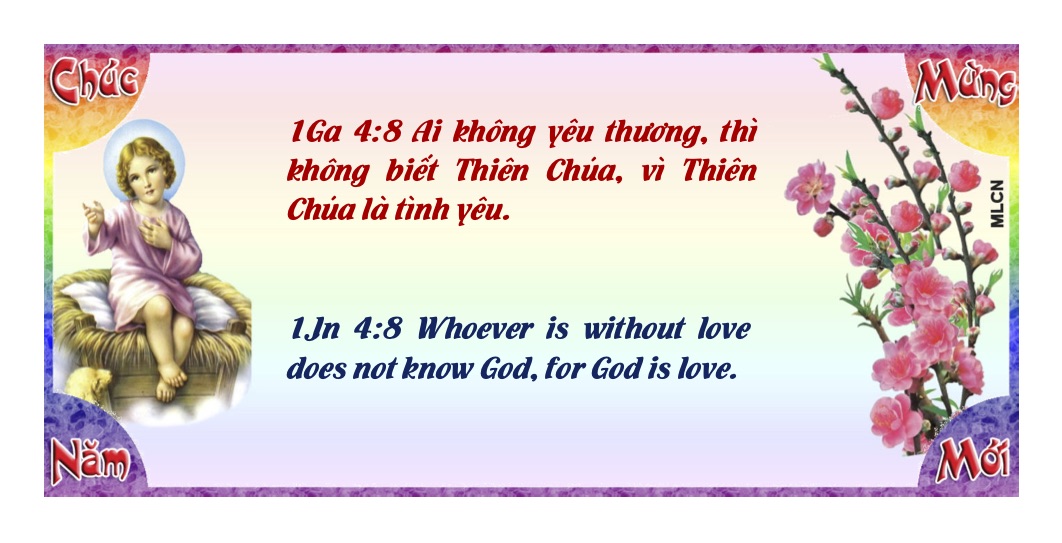 Chúc
Mừng
1Ga 4:8 Ai không yêu thương, thì
không biết Thiên Chúa, vì Thiên
Chúa là tình yêu.
MLCN
1Jn 4:8 Whoever is without love
does not know God, for God is love.
Năm
Mới